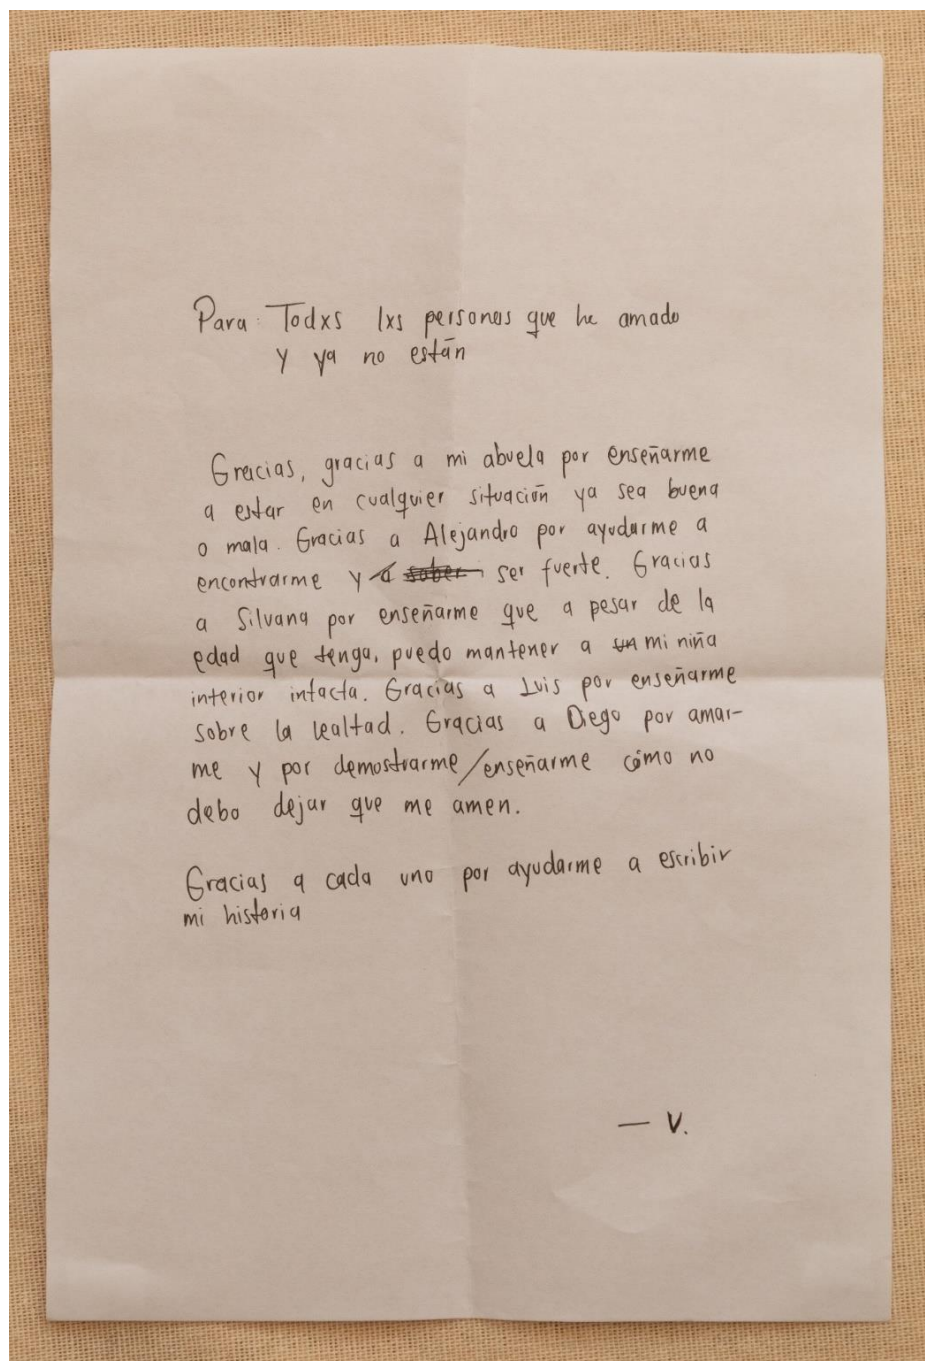 Para: Todxs lxs personas que he amado
y ya no están
Gracias, gracias a mi abuela por enseñarme
a estar en cualquier situación ya sea buena
o mala. Gracias a Alejandro por ayudarme a
encontrarme y a saber ser fuerte. Gracias
a Silvana por enseñarme que a pesar de la
edad que tenga, puedo mantener a un mi niña
interior intacta. Gracias a Luis por enseñarme
sobre la lealtad. Gracias a Diego por amar-
me y por demostrarme/enseñarme cómo no
debo dejar que me amen.
Gracias a cada uno por ayudarme a escribir
mi historia
— V.